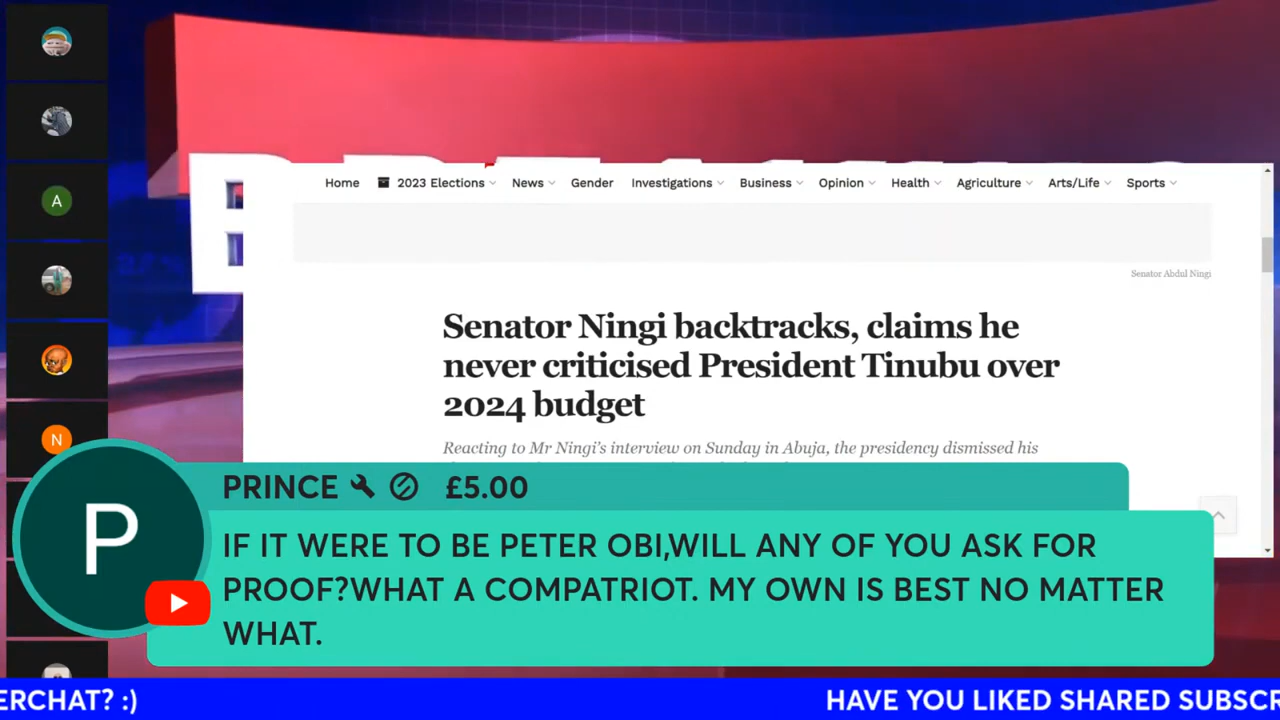 Home 2023 Elections News Gender Investigations Business Opinion Health Agriculture Arts/Life Sports
Senator Abdul Ningi
Senator Ningi backtracks, claims he
never criticised President Tinubu over
2024 budget
Reacting to Mr Ningi's interview on Sunday in Abuja, the presidency dismissed his
A
N
P
PRINCE £5.00
IF IT WERE TO BE PETER OBI,WILL ANY OF YOU ASK FOR
PROOF?WHAT A COMPATRIOT. MY OWN IS BEST NO MATTER
WHAT.
ERCHAT? :) HAVE YOU LIKED SHARED SUBSCR